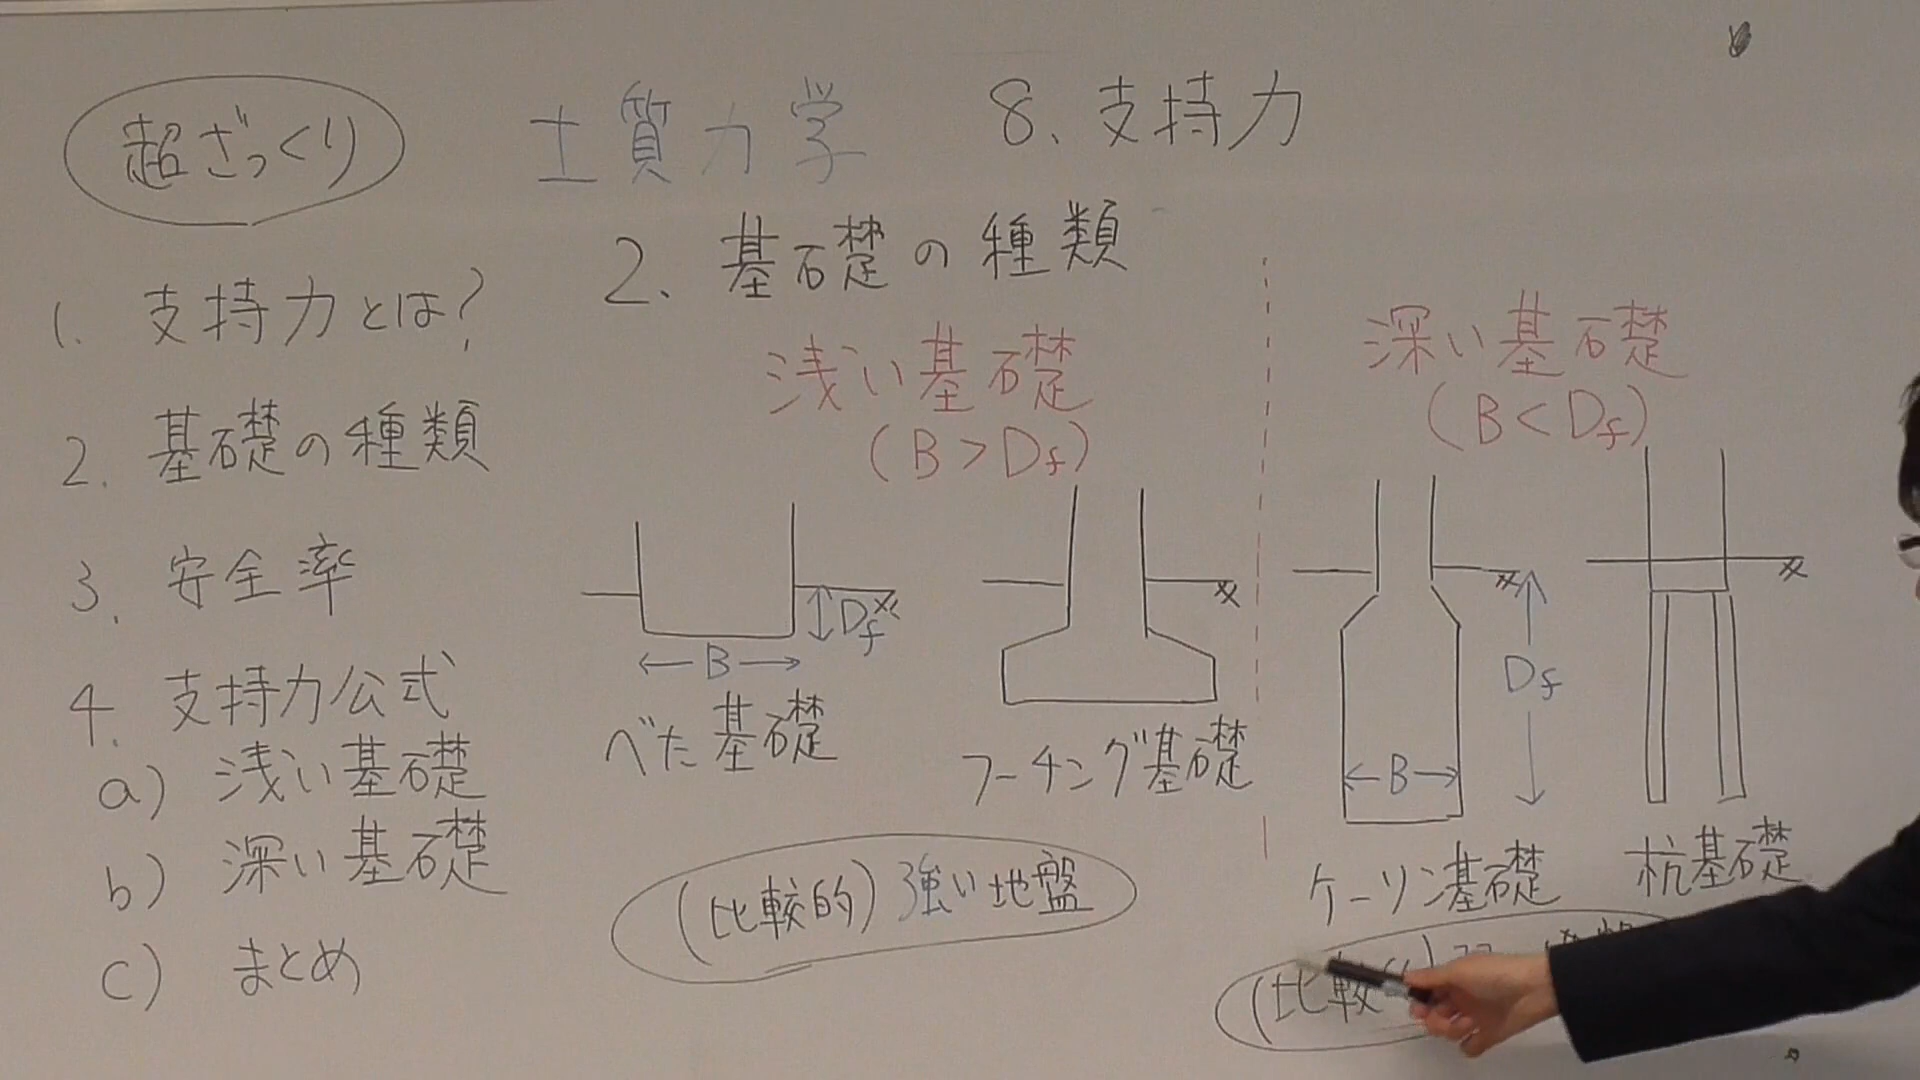 超ざっくり
土質力学 8、支持力
1. 支持力とは?
2. 基礎の種類
3. 安全率
4. 支持力公式
a) 浅い基礎
b) 深い基礎
c) まとめ
2、基礎の種類
浅い基礎
(B>Df)
Df
B
べた基礎
フーチング基礎
(比較的)強い地盤
深い基礎
(B<Df)
Df
B
ケーソン基礎
杭基礎
(比較